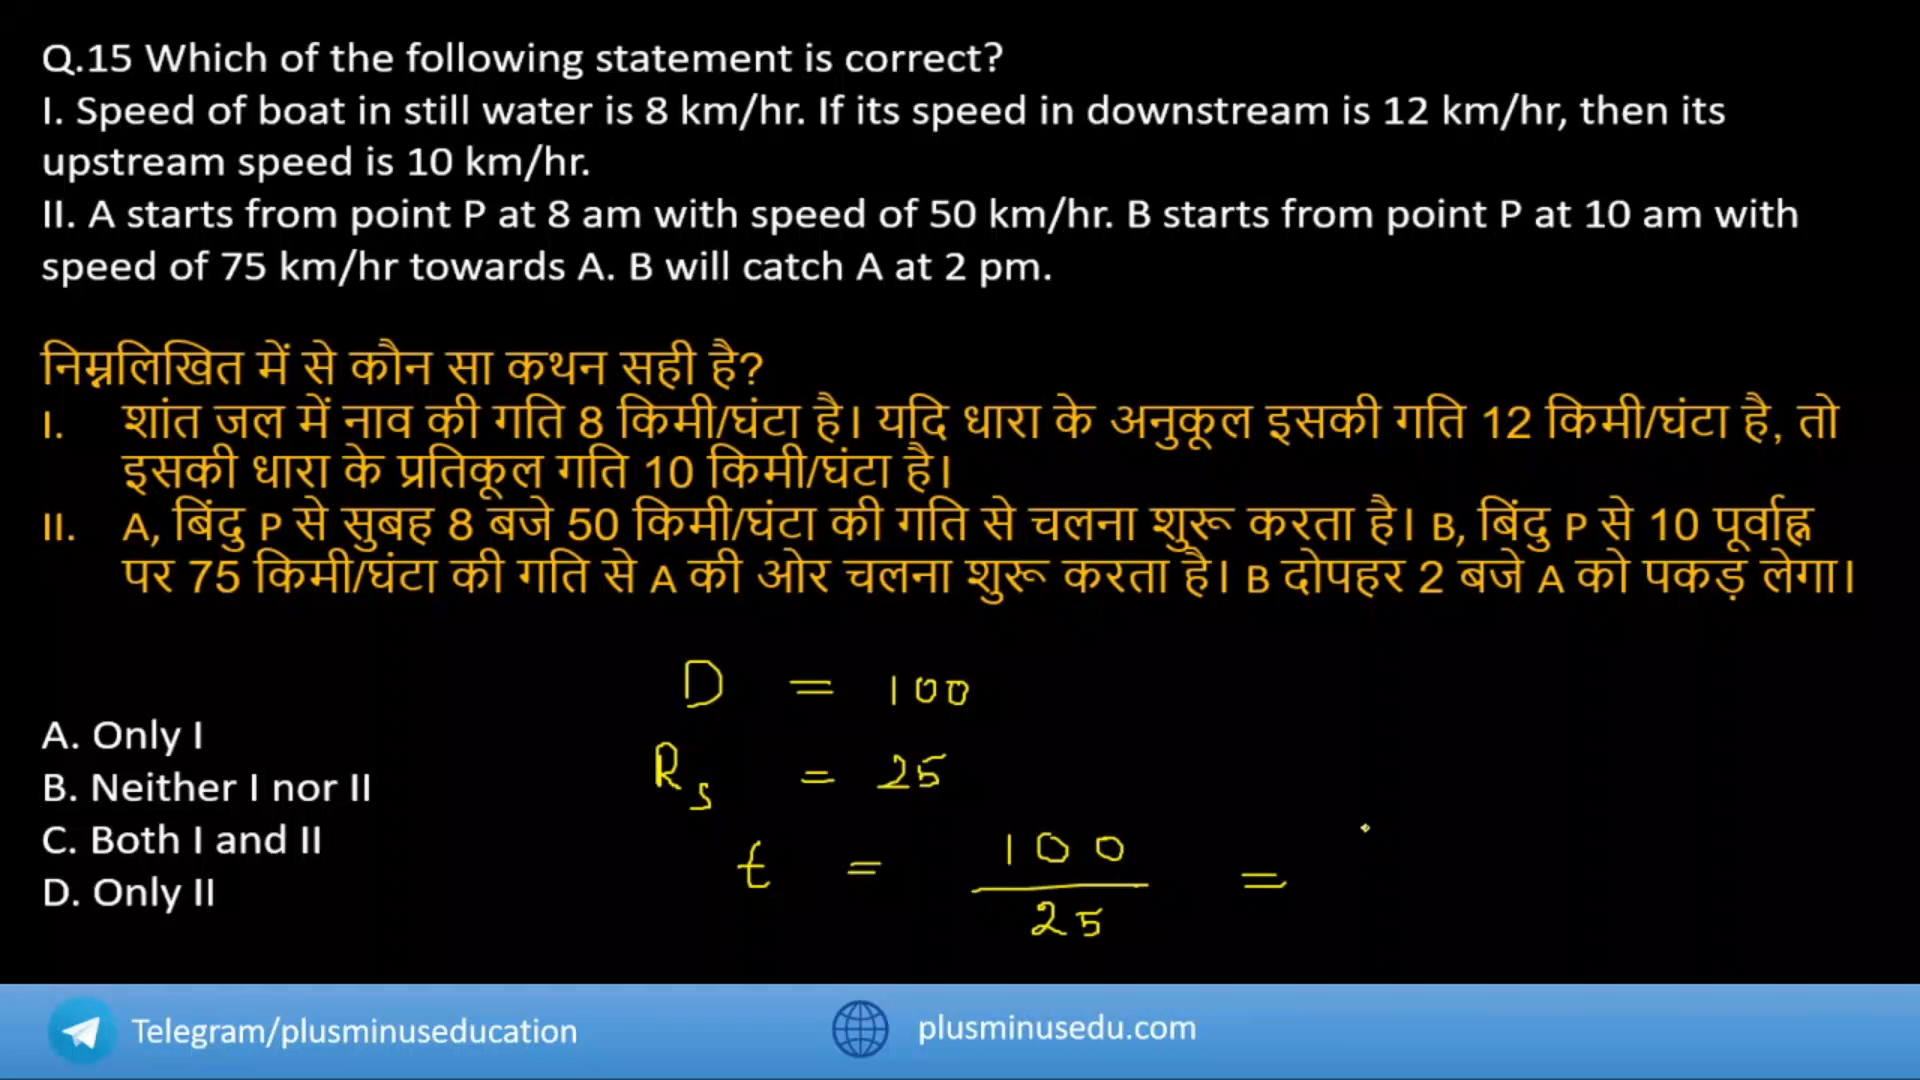 Q.15 Which of the following statement is correct?
I. Speed of boat in still water is 8 km/hr. If its speed in downstream is 12 km/hr, then its
upstream speed is 10 km/hr.
II. A starts from point P at 8 am with speed of 50 km/hr. B starts from point P at 10 am with
speed of 75 km/hr towards A. B will catch A at 2 pm.
निम्नलिखित में से कौन सा कथन सही है?
I. शांत जल में नाव की गति 8 किमी/घंटा है। यदि धारा के अनुकूल इसकी गति 12 किमी/घंटा है, तो
इसकी धारा के प्रतिकूल गति 10 किमी/घंटा है।
II. A, बिंदु P से सुबह 8 बजे 50 किमी/घंटा की गति से चलना शुरू करता है। B, बिंदु P से 10 पूर्वाह्न
पर 75 किमी/घंटा की गति से A की ओर चलना शुरू करता है। B दोपहर 2 बजे A को पकड़ लेगा।
D = 100
A. Only I
Rs = 25
B. Neither I nor II
C. Both I and II
t = 100/25 =
D. Only II
Telegram/plusminuseducation
plusminusedu.com